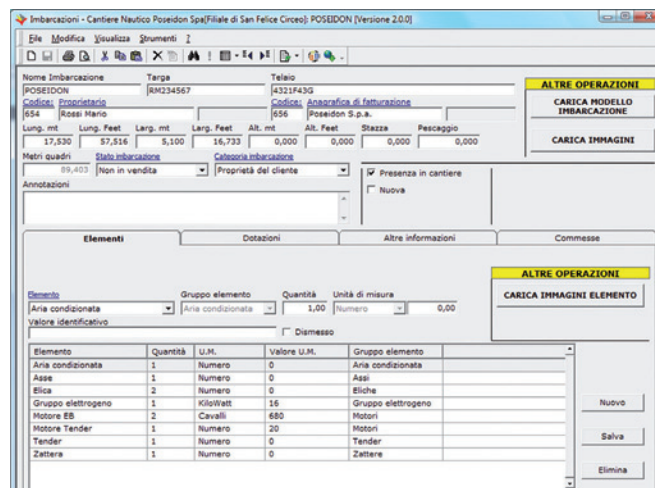 Imbarcazioni - Cantiere Nautico Poseidon Spa[Filiale di San Felice Circeo]: POSEIDON [Versione 2.0.0]
File Modifica Visualizza Strumenti ?
Nome Imbarcazione Targa Telaio
POSEIDON RM234567 4321F43G
ALTRE OPERAZIONI
Codice: Proprietario Codice: Anagrafica di fatturazione
654 Rossi Mario 656 Poseidon S.p.a.
CARICA MODELLO
IMBARCAZIONE
Lung. mt Lung. Feet Larg. mt Larg. Feet Alt. mt Alt. Feet Stazza Pescaggio
17,530 57,516 5,100 16,733 0,000 0,000 0,000 0,000
CARICA IMMAGINI
Metri quadri Stato imbarcazione Categoria imbarcazione
89,403 Non in vendita Proprietà del cliente
Presenza in cantiere
Annotazioni
Nuova
Elementi Dotazioni Altre informazioni Commesse
ALTRE OPERAZIONI
Elemento Gruppo elemento Quantità Unità di misura
CARICA IMMAGINI ELEMENTO
Aria condizionata Aria condizionata 1,00 Numero 0,00
Valore identificativo
Dismesso
Elemento Quantità U.M. Valore U.M. Gruppo elemento
Aria condizionata 1 Numero 0 Aria condizionata
Asse 1 Numero 0 Assi
Elica 2 Numero 0 Eliche
Gruppo elettrogeno 1 KiloWatt 16 Gruppo elettrogeno
Motore EB 2 Cavalli 680 Motori
Motore Tender 1 Numero 20 Motori
Tender 1 Numero 0 Tender
Zattera 1 Numero 0 Zattere
Nuovo
Salva
Elimina